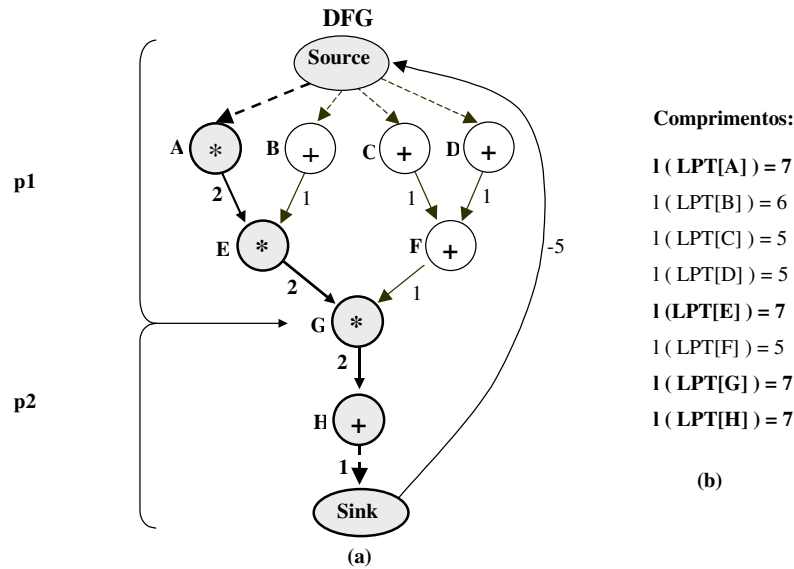 DFG
Source
A
*
B
+
C
+
D
+
p1
2
1
1
1
E
*
F
+
-5
2
1
G
*
2
p2
H
+
1
Sink
(a)
Comprimentos:
l ( LPT[A] ) = 7
l ( LPT[B] ) = 6
l ( LPT[C] ) = 5
l ( LPT[D] ) = 5
l (LPT[E] ) = 7
l ( LPT[F] ) = 5
l ( LPT[G] ) = 7
l ( LPT[H] ) = 7
(b)